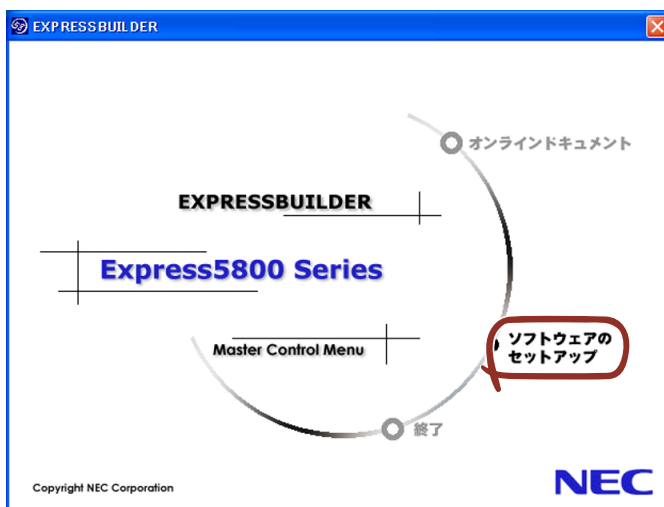 EXPRESSBUILDER
オンラインドキュメント
EXPRESSBUILDER
Express5800 Series
ソフトウェアの
セットアップ
Master Control Menu
終了
Copyright NEC Corporation
NEC